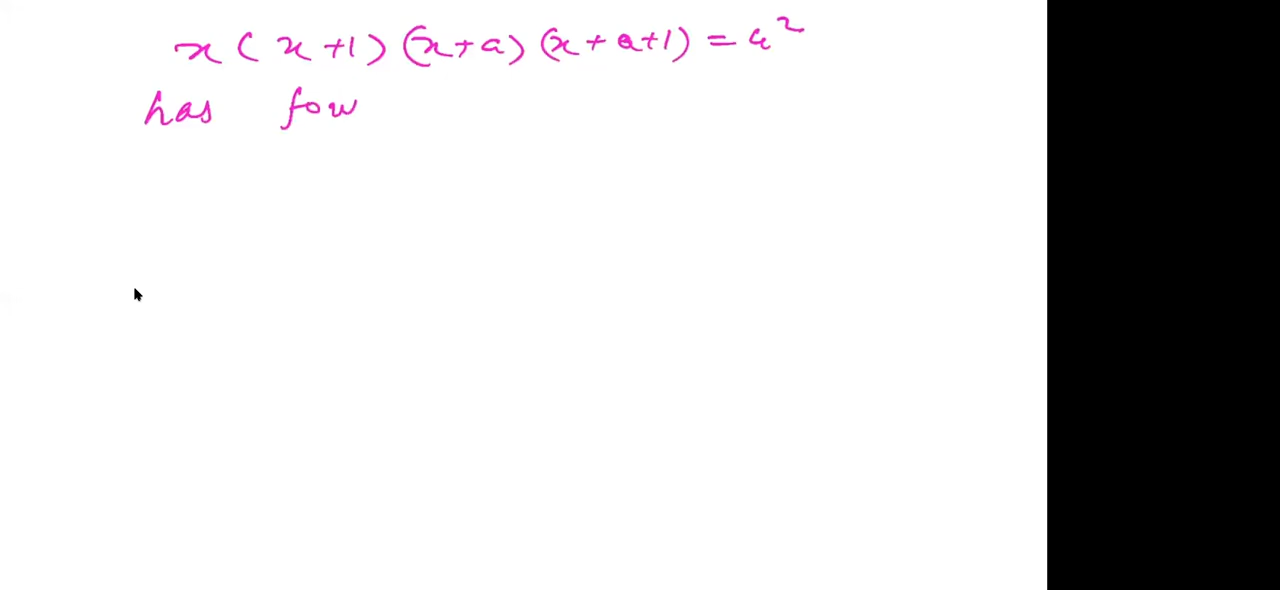 x(x+1)(x+a)(x+a+1) = a²
has fow